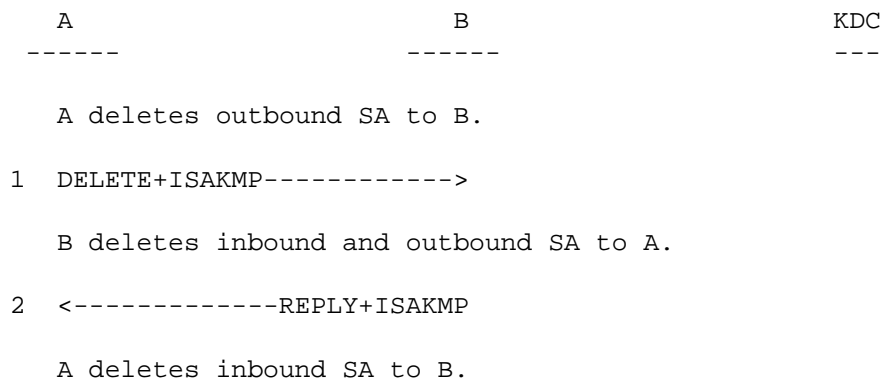 A B KDC
------ ------ ---
A deletes outbound SA to B.
1 DELETE+ISAKMP------------>
B deletes inbound and outbound SA to A.
2 <-------------REPLY+ISAKMP
A deletes inbound SA to B.